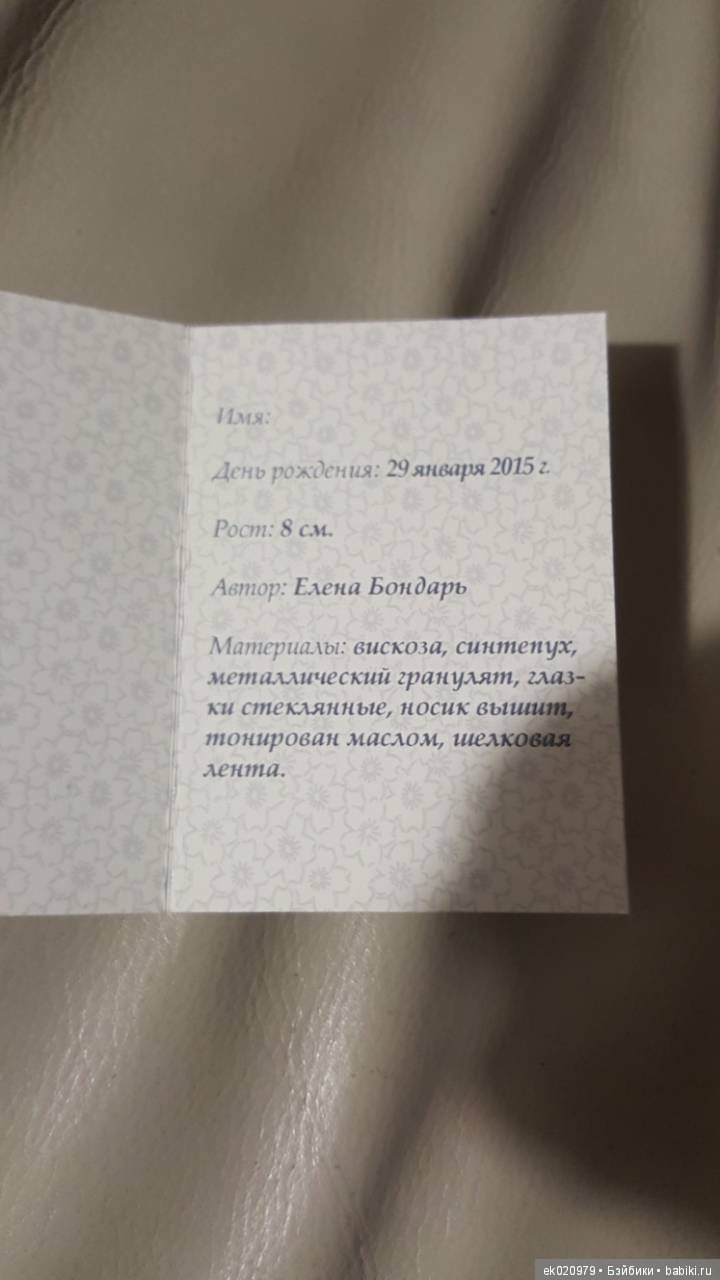 Имя:
День рождения: 29 января 2015 г.
Рост: 8 см.
Автор: Елена Бондарь
Материалы: вискоза, синтепух,
металлический гранулят, глаз-
ки стеклянные, носик вышит,
тонирован маслом, шелковая
лента.
ek020979 • Бэйбики • babiki.ru